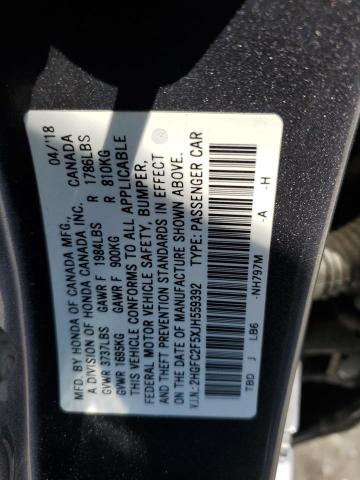 MFD. BY HONDA OF CANADA MFG., 04/'18
A DIVISION OF HONDA CANADA INC. CANADA
GVWR 3737LBS GAWR F 1984LBS R 1786LBS
GVWR 1695KG GAWR F 900KG R 810KG
THIS VEHICLE CONFORMS TO ALL APPLICABLE
FEDERAL MOTOR VEHICLE SAFETY, BUMPER,
AND THEFT PREVENTION STANDARDS IN EFFECT
ON THE DATE OF MANUFACTURE SHOWN ABOVE.
V.I.N.: 2HGFC2F5XJH559392 TYPE: PASSENGER CAR
-NH797M -A -H
TBD J LB6